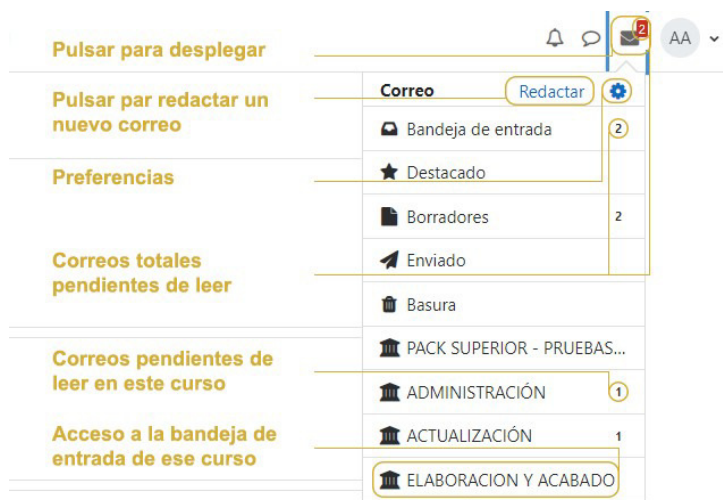 Pulsar para desplegar
2
AA
Pulsar par redactar un
nuevo correo
Correo
Redactar
Bandeja de entrada
2
Preferencias
Destacado
Borradores
2
Correos totales
pendientes de leer
Enviado
Basura
PACK SUPERIOR - PRUEBAS...
Correos pendientes de
leer en este curso
ADMINISTRACIÓN
1
Acceso a la bandeja de
entrada de ese curso
ACTUALIZACIÓN
1
ELABORACION Y ACABADO